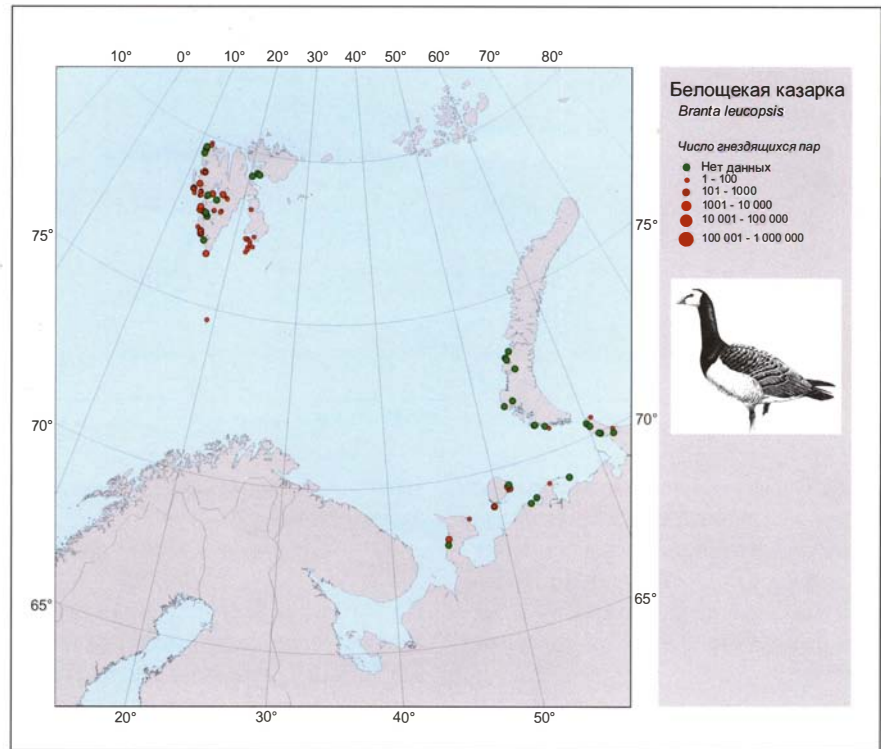 10° 0° 10° 20° 30° 40° 50° 60° 70° 80°
75°
70°
65°
75°
70°
65°
20° 30° 40° 50°
Белощекая казарка
Branta leucopsis
Число гнездящихся пар
Нет данных
1 - 100
101 - 1000
1001 - 10 000
10 001 - 100 000
100 001 - 1 000 000